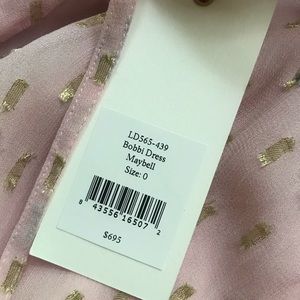 LD565-439
Bobbi Dress
Maybell
Size: 0
8 43556 16507 2
$695